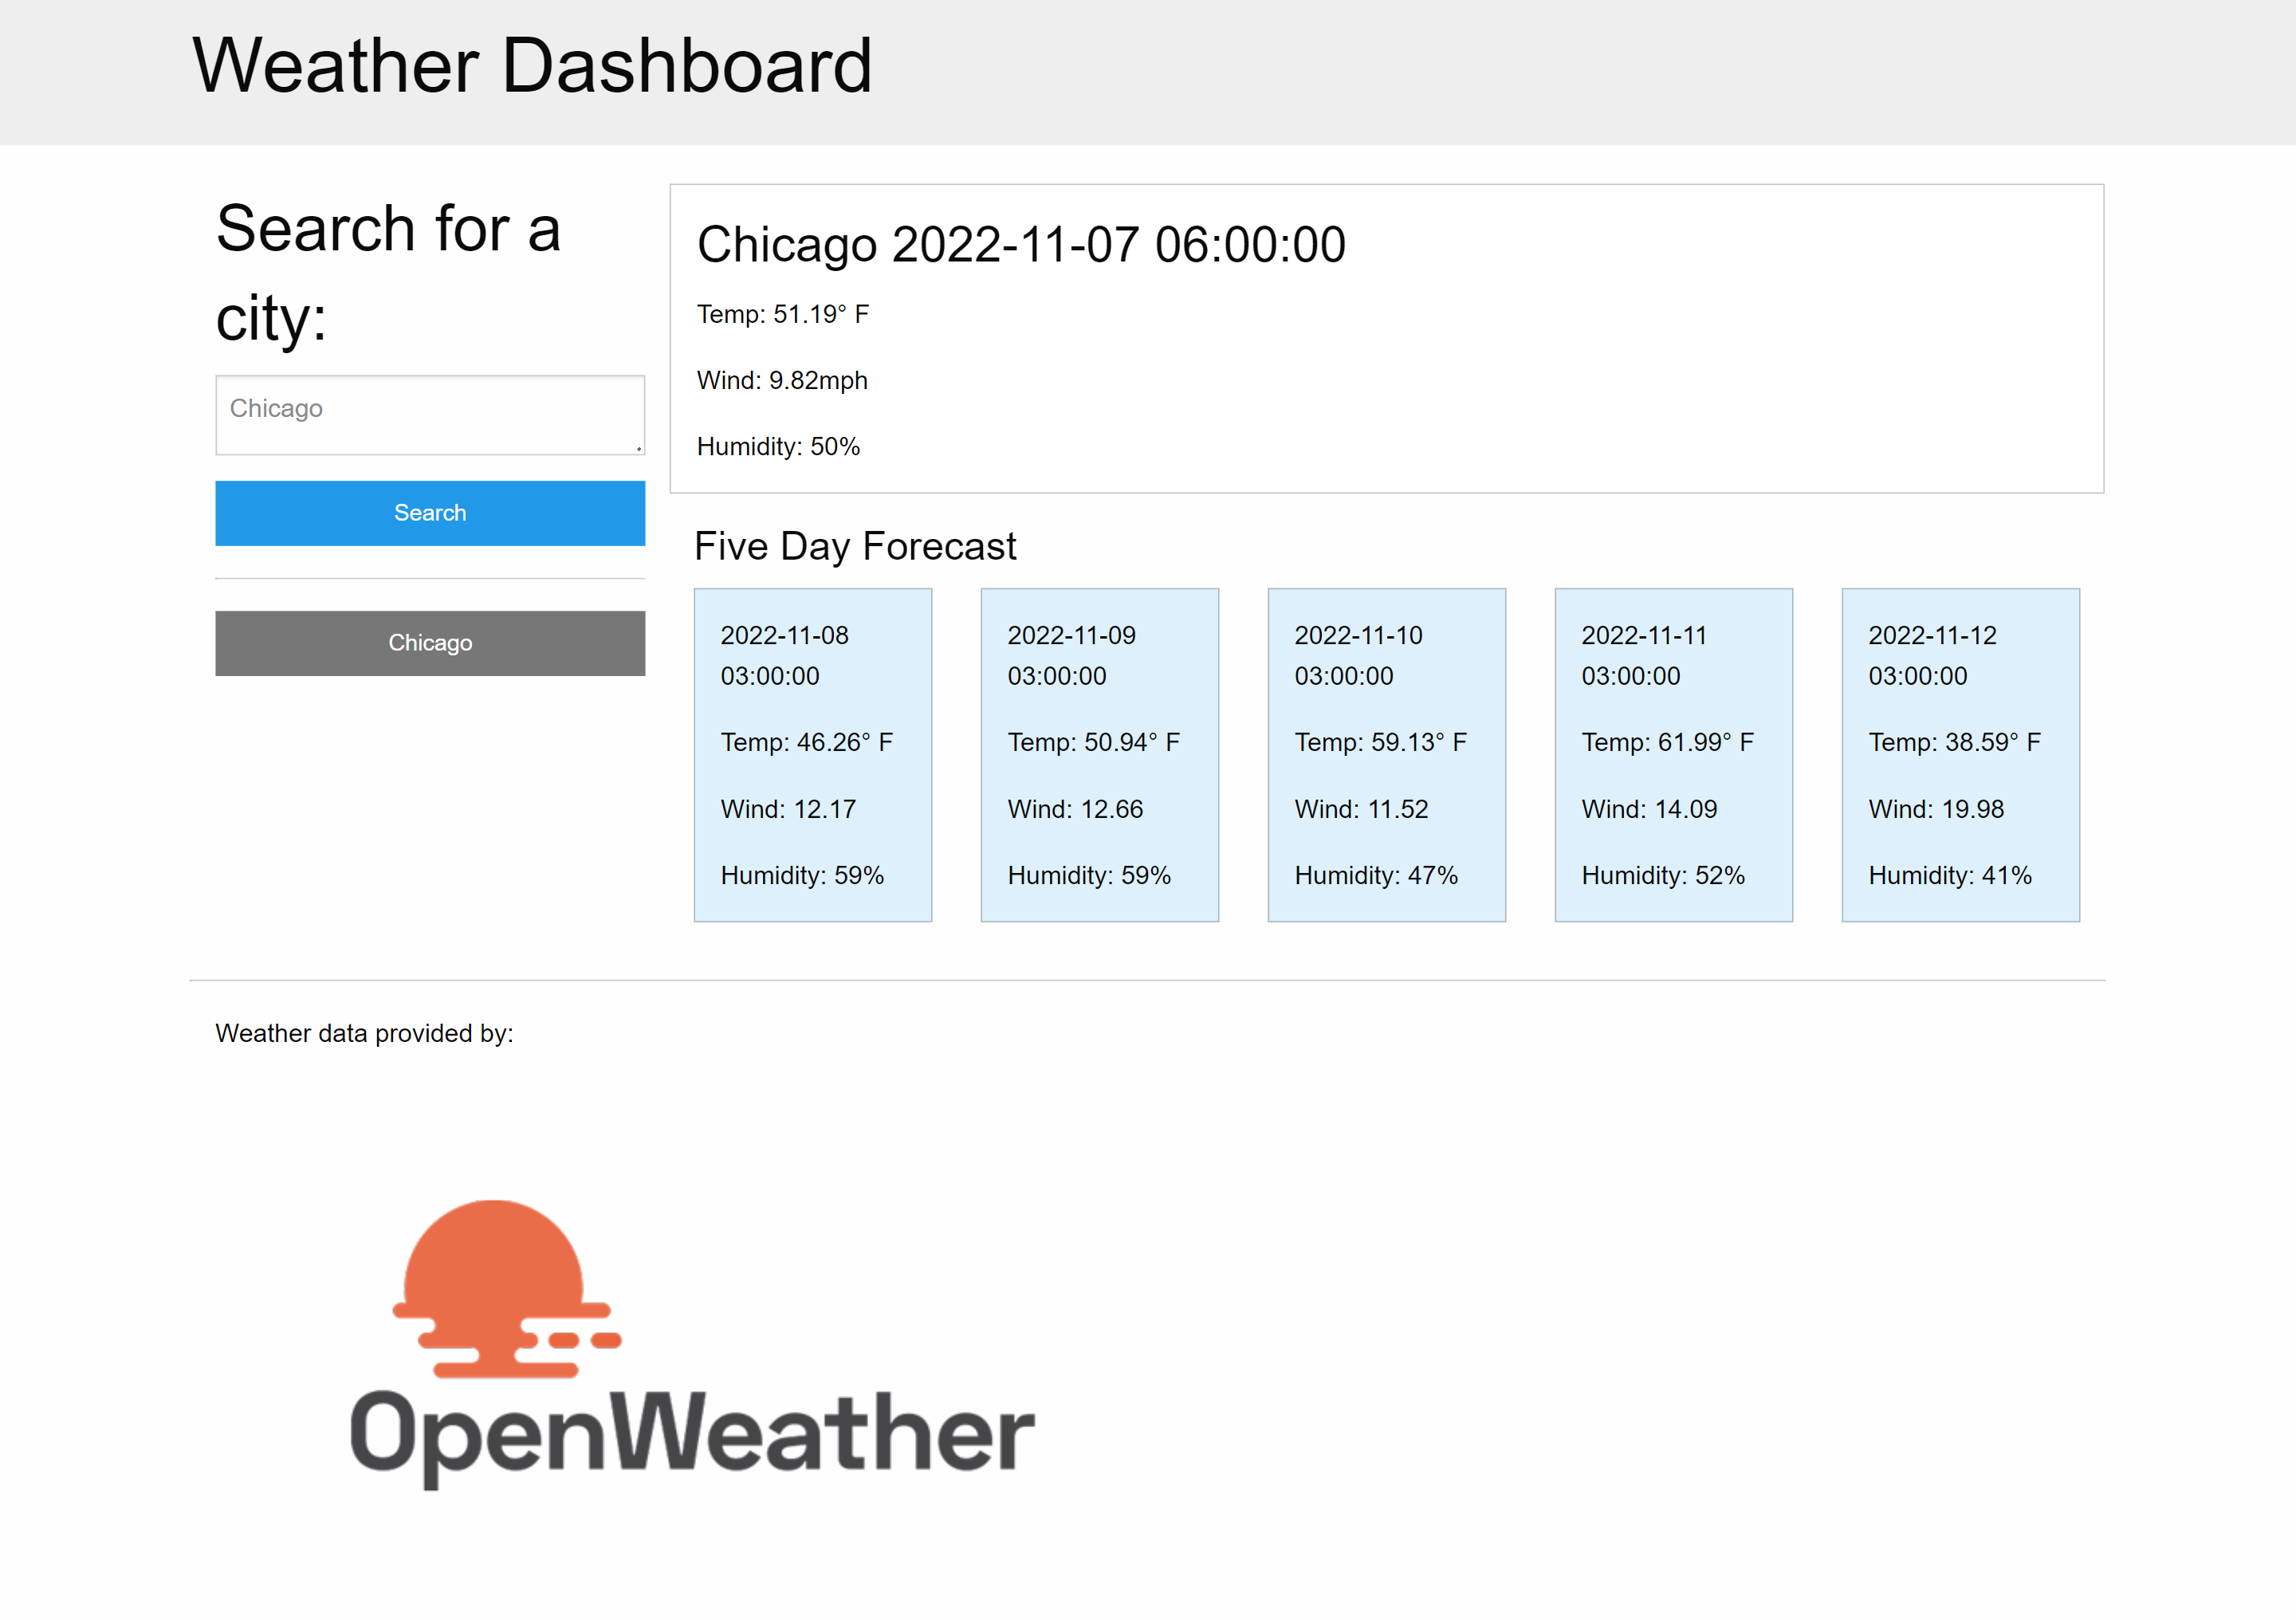 Weather Dashboard
Search for a
city:
Chicago
Search
Chicago
Chicago 2022-11-07 06:00:00
Temp: 51.19° F
Wind: 9.82mph
Humidity: 50%
Five Day Forecast
2022-11-08
03:00:00
Temp: 46.26° F
Wind: 12.17
Humidity: 59%
2022-11-09
03:00:00
Temp: 50.94° F
Wind: 12.66
Humidity: 59%
2022-11-10
03:00:00
Temp: 59.13° F
Wind: 11.52
Humidity: 47%
2022-11-11
03:00:00
Temp: 61.99° F
Wind: 14.09
Humidity: 52%
2022-11-12
03:00:00
Temp: 38.59° F
Wind: 19.98
Humidity: 41%
Weather data provided by:
OpenWeather